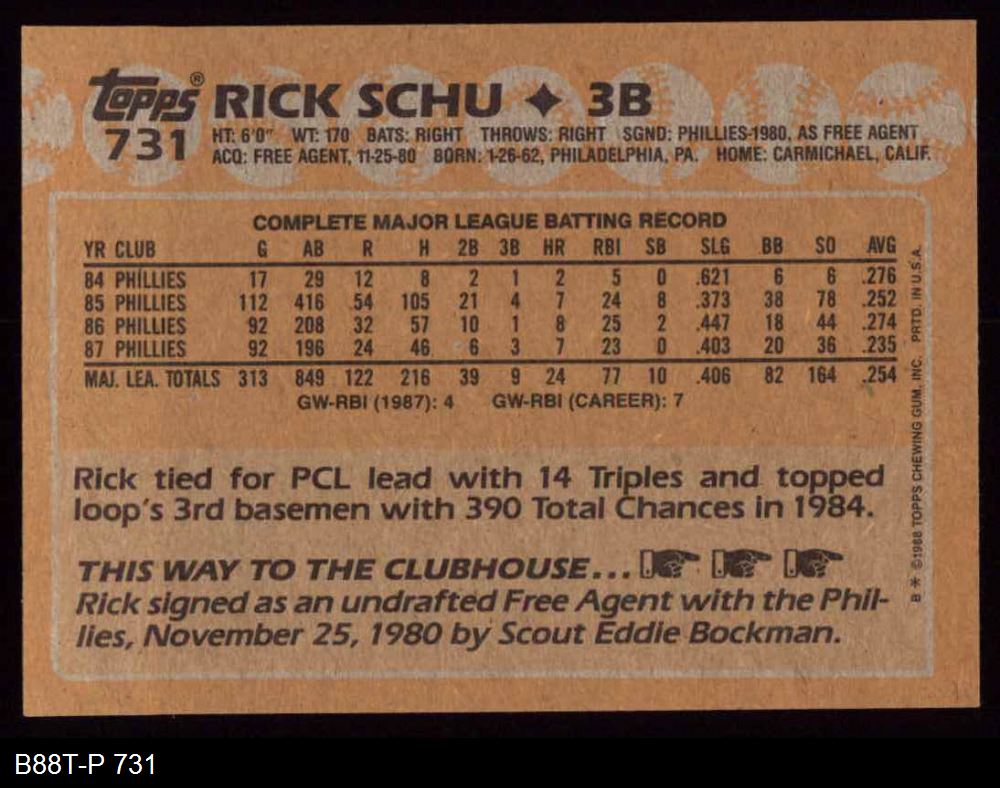 Topps® RICK SCHU ✦ 3B
731 HT: 6'0" WT: 170 BATS: RIGHT THROWS: RIGHT SGND: PHILLIES-1980, AS FREE AGENT
ACQ: FREE AGENT, 11-25-80 BORN: 1-26-62, PHILADELPHIA, PA. HOME: CARMICHAEL, CALIF.
COMPLETE MAJOR LEAGUE BATTING RECORD
YR CLUB G AB R H 2B 3B HR RBI SB SLG BB SO AVG
84 PHILLIES 17 29 12 8 2 1 2 5 0 .621 6 6 .276
85 PHILLIES 112 416 54 105 21 4 7 24 8 .373 38 78 .252
86 PHILLIES 92 208 32 57 10 1 8 25 2 .447 18 44 .274
87 PHILLIES 92 196 24 46 6 3 7 23 0 .403 20 36 .235
MAJ. LEA. TOTALS 313 849 122 216 39 9 24 77 10 .406 82 164 .254
GW-RBI (1987): 4 GW-RBI (CAREER): 7
Rick tied for PCL lead with 14 Triples and topped
loop's 3rd basemen with 390 Total Chances in 1984.
THIS WAY TO THE CLUBHOUSE...
Rick signed as an undrafted Free Agent with the Phil-
lies, November 25, 1980 by Scout Eddie Bockman.
B * ©1988 TOPPS CHEWING GUM, INC. PRTD. IN U.S.A.
B88T-P 731